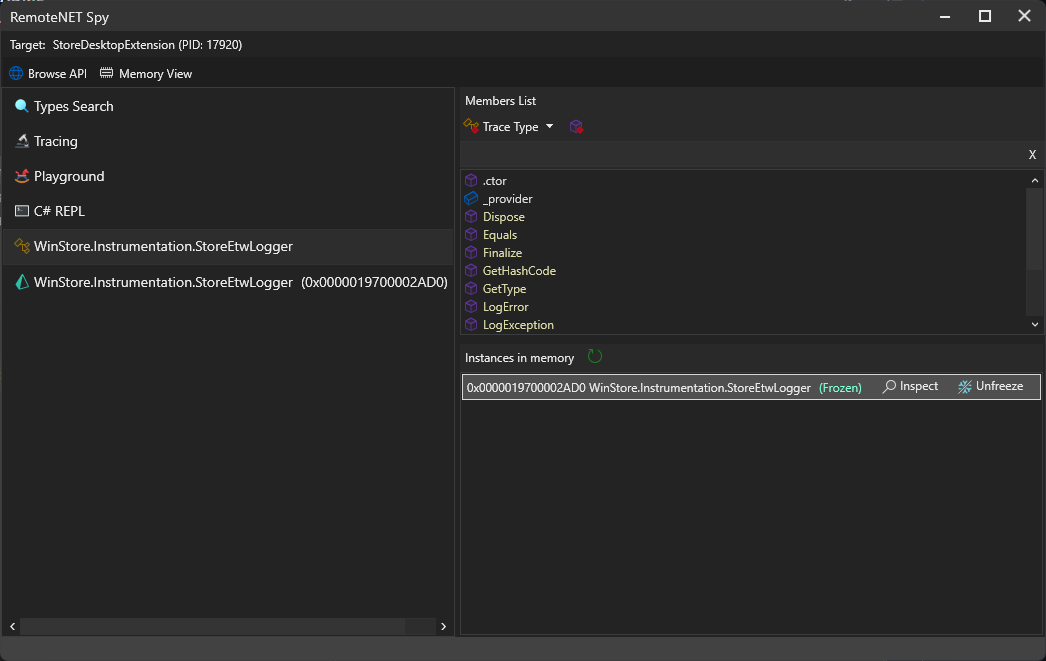 RemoteNET Spy
Target: StoreDesktopExtension (PID: 17920)
Browse API Memory View
Types Search
Tracing
Playground
C# REPL
WinStore.Instrumentation.StoreEtwLogger
WinStore.Instrumentation.StoreEtwLogger (0x0000019700002AD0)
Members List
Trace Type
X
.ctor
_provider
Dispose
Equals
Finalize
GetHashCode
GetType
LogError
LogException
Instances in memory
0x0000019700002AD0 WinStore.Instrumentation.StoreEtwLogger (Frozen) Inspect Unfreeze